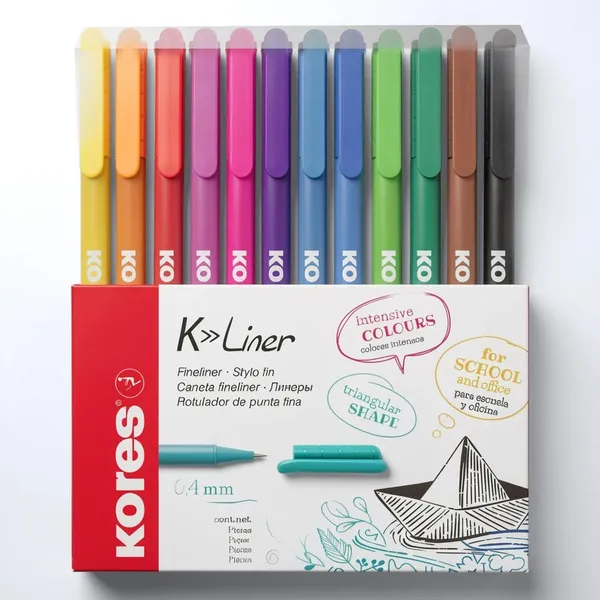 KO
KO
KO
KO
KO
KO
KO
KO
KO
KO
KO
KO
Kores®
K»Liner
Fineliner · Stylo fin
Caneta fineliner · Линеры
Rotulador de punta fina
intensive
COLOURS
colores intensos
triangular
SHAPE
for
SCHOOL
and office
para escuela
y oficina
0,4 mm